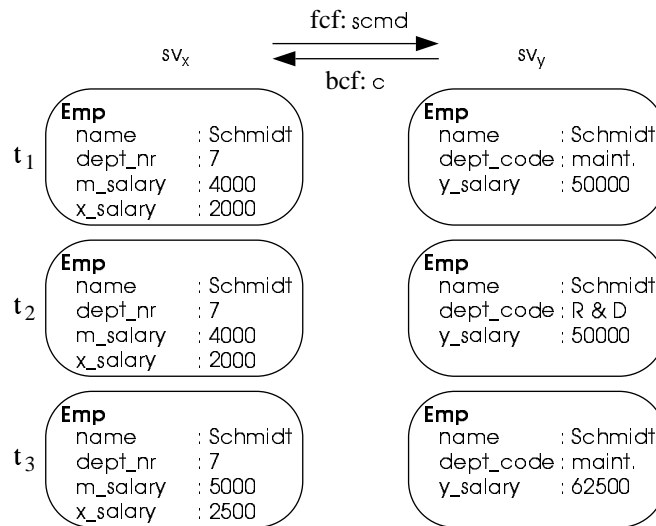 fcf: scmd
sv_x
sv_y
bcf: c
t_1
Emp
name : Schmidt
dept_nr : 7
m_salary : 4000
x_salary : 2000
Emp
name : Schmidt
dept_code : maint.
y_salary : 50000
t_2
Emp
name : Schmidt
dept_nr : 7
m_salary : 4000
x_salary : 2000
Emp
name : Schmidt
dept_code : R & D
y_salary : 50000
t_3
Emp
name : Schmidt
dept_nr : 7
m_salary : 5000
x_salary : 2500
Emp
name : Schmidt
dept_code : maint.
y_salary : 62500